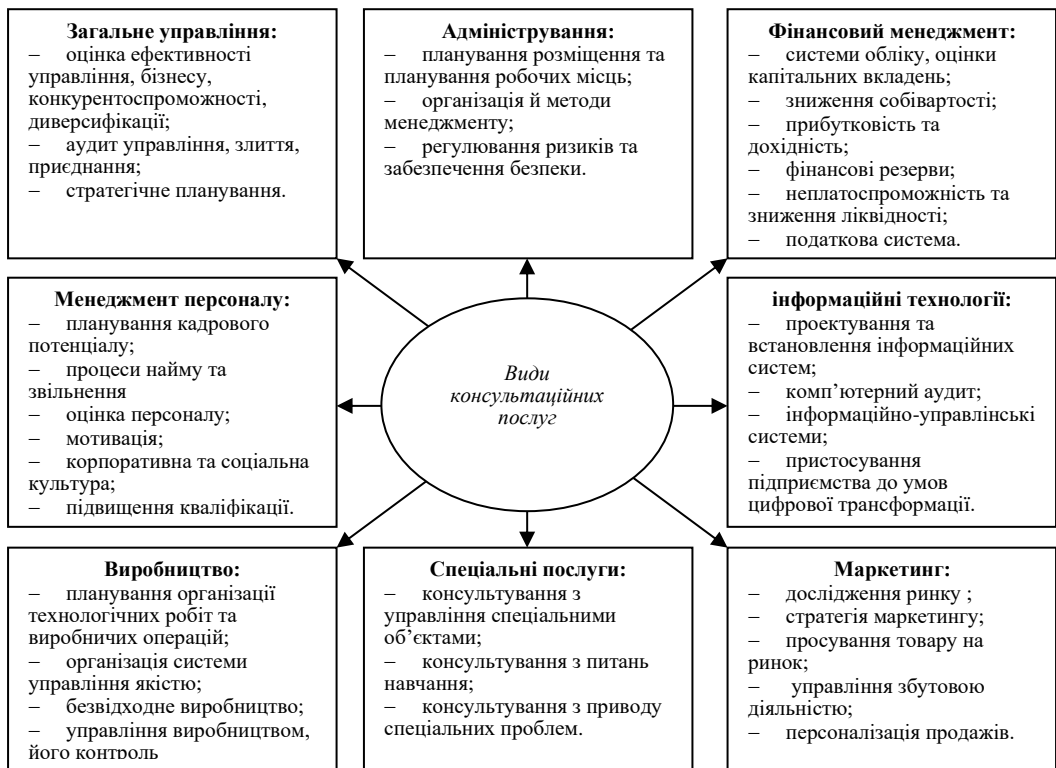 Загальне управління:
– оцінка ефективності
управління, бізнесу,
конкурентоспроможності,
диверсифікації;
– аудит управління, злиття,
приєднання;
– стратегічне планування.
Адміністрування:
– планування розміщення та
планування робочих місць;
– організація й методи
менеджменту;
– регулювання ризиків та
забезпечення безпеки.
Фінансовий менеджмент:
– системи обліку, оцінки
капітальних вкладень;
– зниження собівартості;
– прибутковість та
дохідність;
– фінансові резерви;
– неплатоспроможність та
зниження ліквідності;
– податкова система.
Менеджмент персоналу:
– планування кадрового
потенціалу;
– процеси найму та
звільнення
– оцінка персоналу;
– мотивація;
– корпоративна та соціальна
культура;
– підвищення кваліфікації.
Види
консультаційних
послуг
інформаційні технології:
– проектування та
встановлення інформаційних
систем;
– комп’ютерний аудит;
– інформаційно-управлінські
системи;
– пристосування
підприємства до умов
цифрової трансформації.
Виробництво:
– планування організації
технологічних робіт та
виробничих операцій;
– організація системи
управління якістю;
– безвідходне виробництво;
– управління виробництвом,
його контроль
Спеціальні послуги:
– консультування з
управління спеціальними
об’єктами;
– консультування з питань
навчання;
– консультування з приводу
спеціальних проблем.
Маркетинг:
– дослідження ринку ;
– стратегія маркетингу;
– просування товару на
ринок;
– управління збутовою
діяльністю;
– персоналізація продажів.